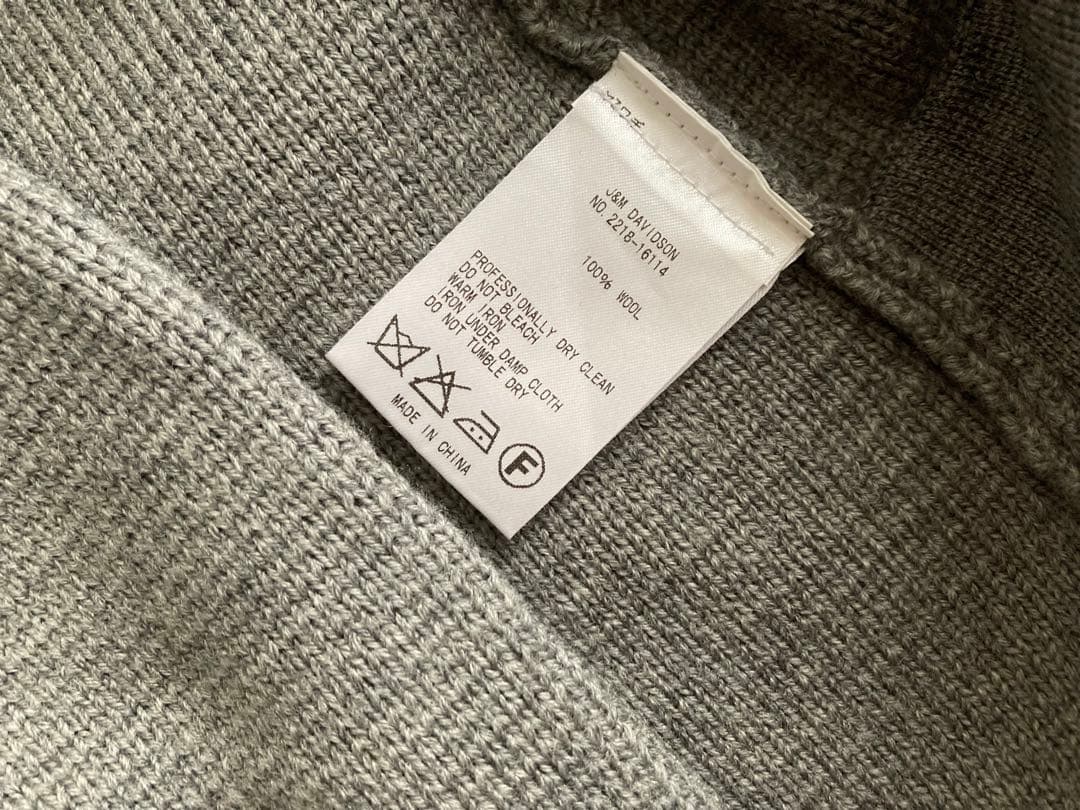 J&M DAVIDSON
NO.2218-16114
100% WOOL
PROFESSIONALLY DRY CLEAN
DO NOT BLEACH
WARM IRON
IRON UNDER DAMP CLOTH
DO NOT TUMBLE DRY
F
MADE IN CHINA